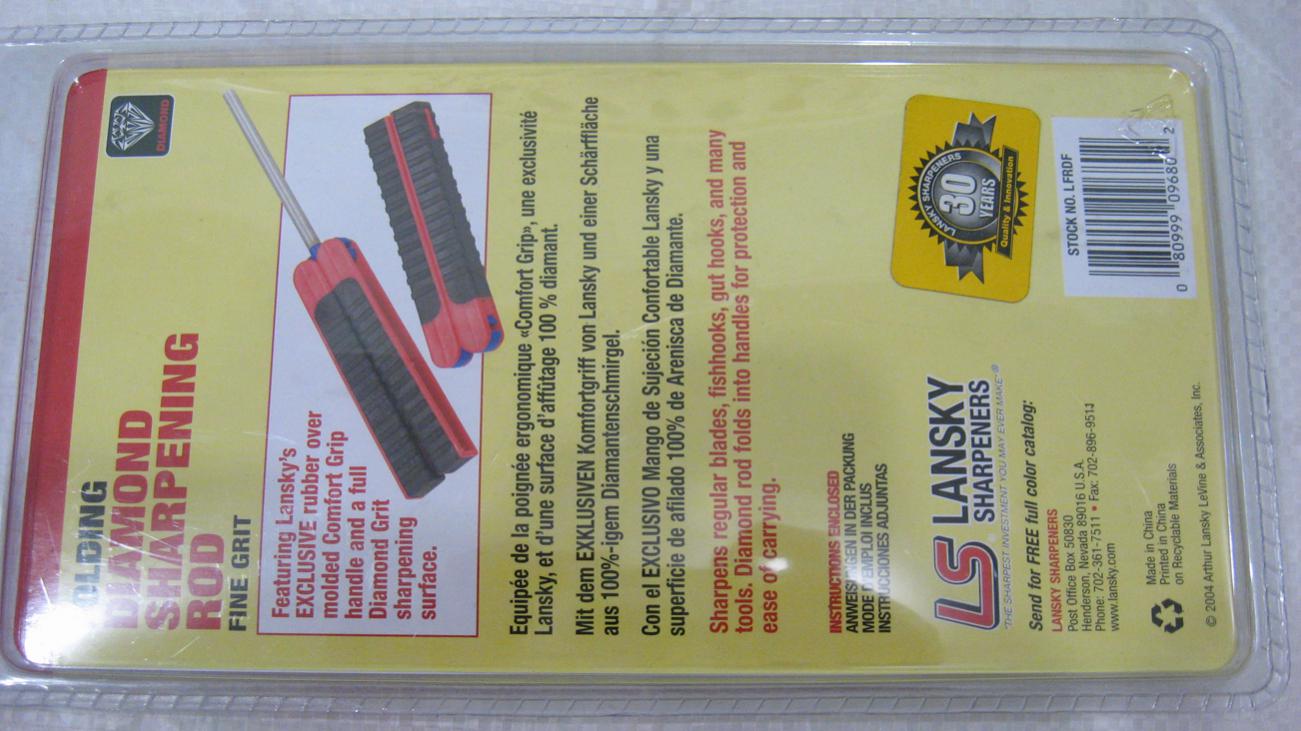 DIAMOND
FOLDING
DIAMOND
SHARPENING
ROD
FINE GRIT
Featuring Lansky's
EXCLUSIVE rubber over
molded Comfort Grip
handle and a full
Diamond Grit
sharpening
surface.
Equipée de la poignée ergonomique «Comfort Grip», une exclusivité
Lansky, et d'une surface d'affûtage 100 % diamant.
Mit dem EXKLUSIVEN Komfortgriff von Lansky und einer Schärffläche
aus 100%-igem Diamantenschmirgel.
Con el EXCLUSIVO Mango de Sujeción Confortable Lansky y una
superficie de afilado 100% de Arenisca de Diamante.
Sharpens regular blades, fishhooks, gut hooks, and many
tools. Diamond rod folds into handles for protection and
ease of carrying.
INSTRUCTIONS ENCLOSED
ANWEISUNGEN IN DER PACKUNG
MODE D'EMPLOI INCLUS
INSTRUCCIONES ADJUNTAS
LANSKY SHARPENERS
30
YEARS
Quality & Innovation
LS LANSKY
SHARPENERS
"THE SHARPEST INVESTMENT YOU MAY EVER MAKE"®
Send for FREE full color catalog:
LANSKY SHARPENERS
Post Office Box 50830
Henderson, Nevada 89016 U.S.A.
Phone: 702-361-7511 • Fax: 702-896-9511
www.lansky.com
STOCK NO. LFRDF
0 80999 09680 2
Made in China
Printed in China
on Recyclable Materials
© 2004 Arthur Lansky LeVine & Associates, Inc.